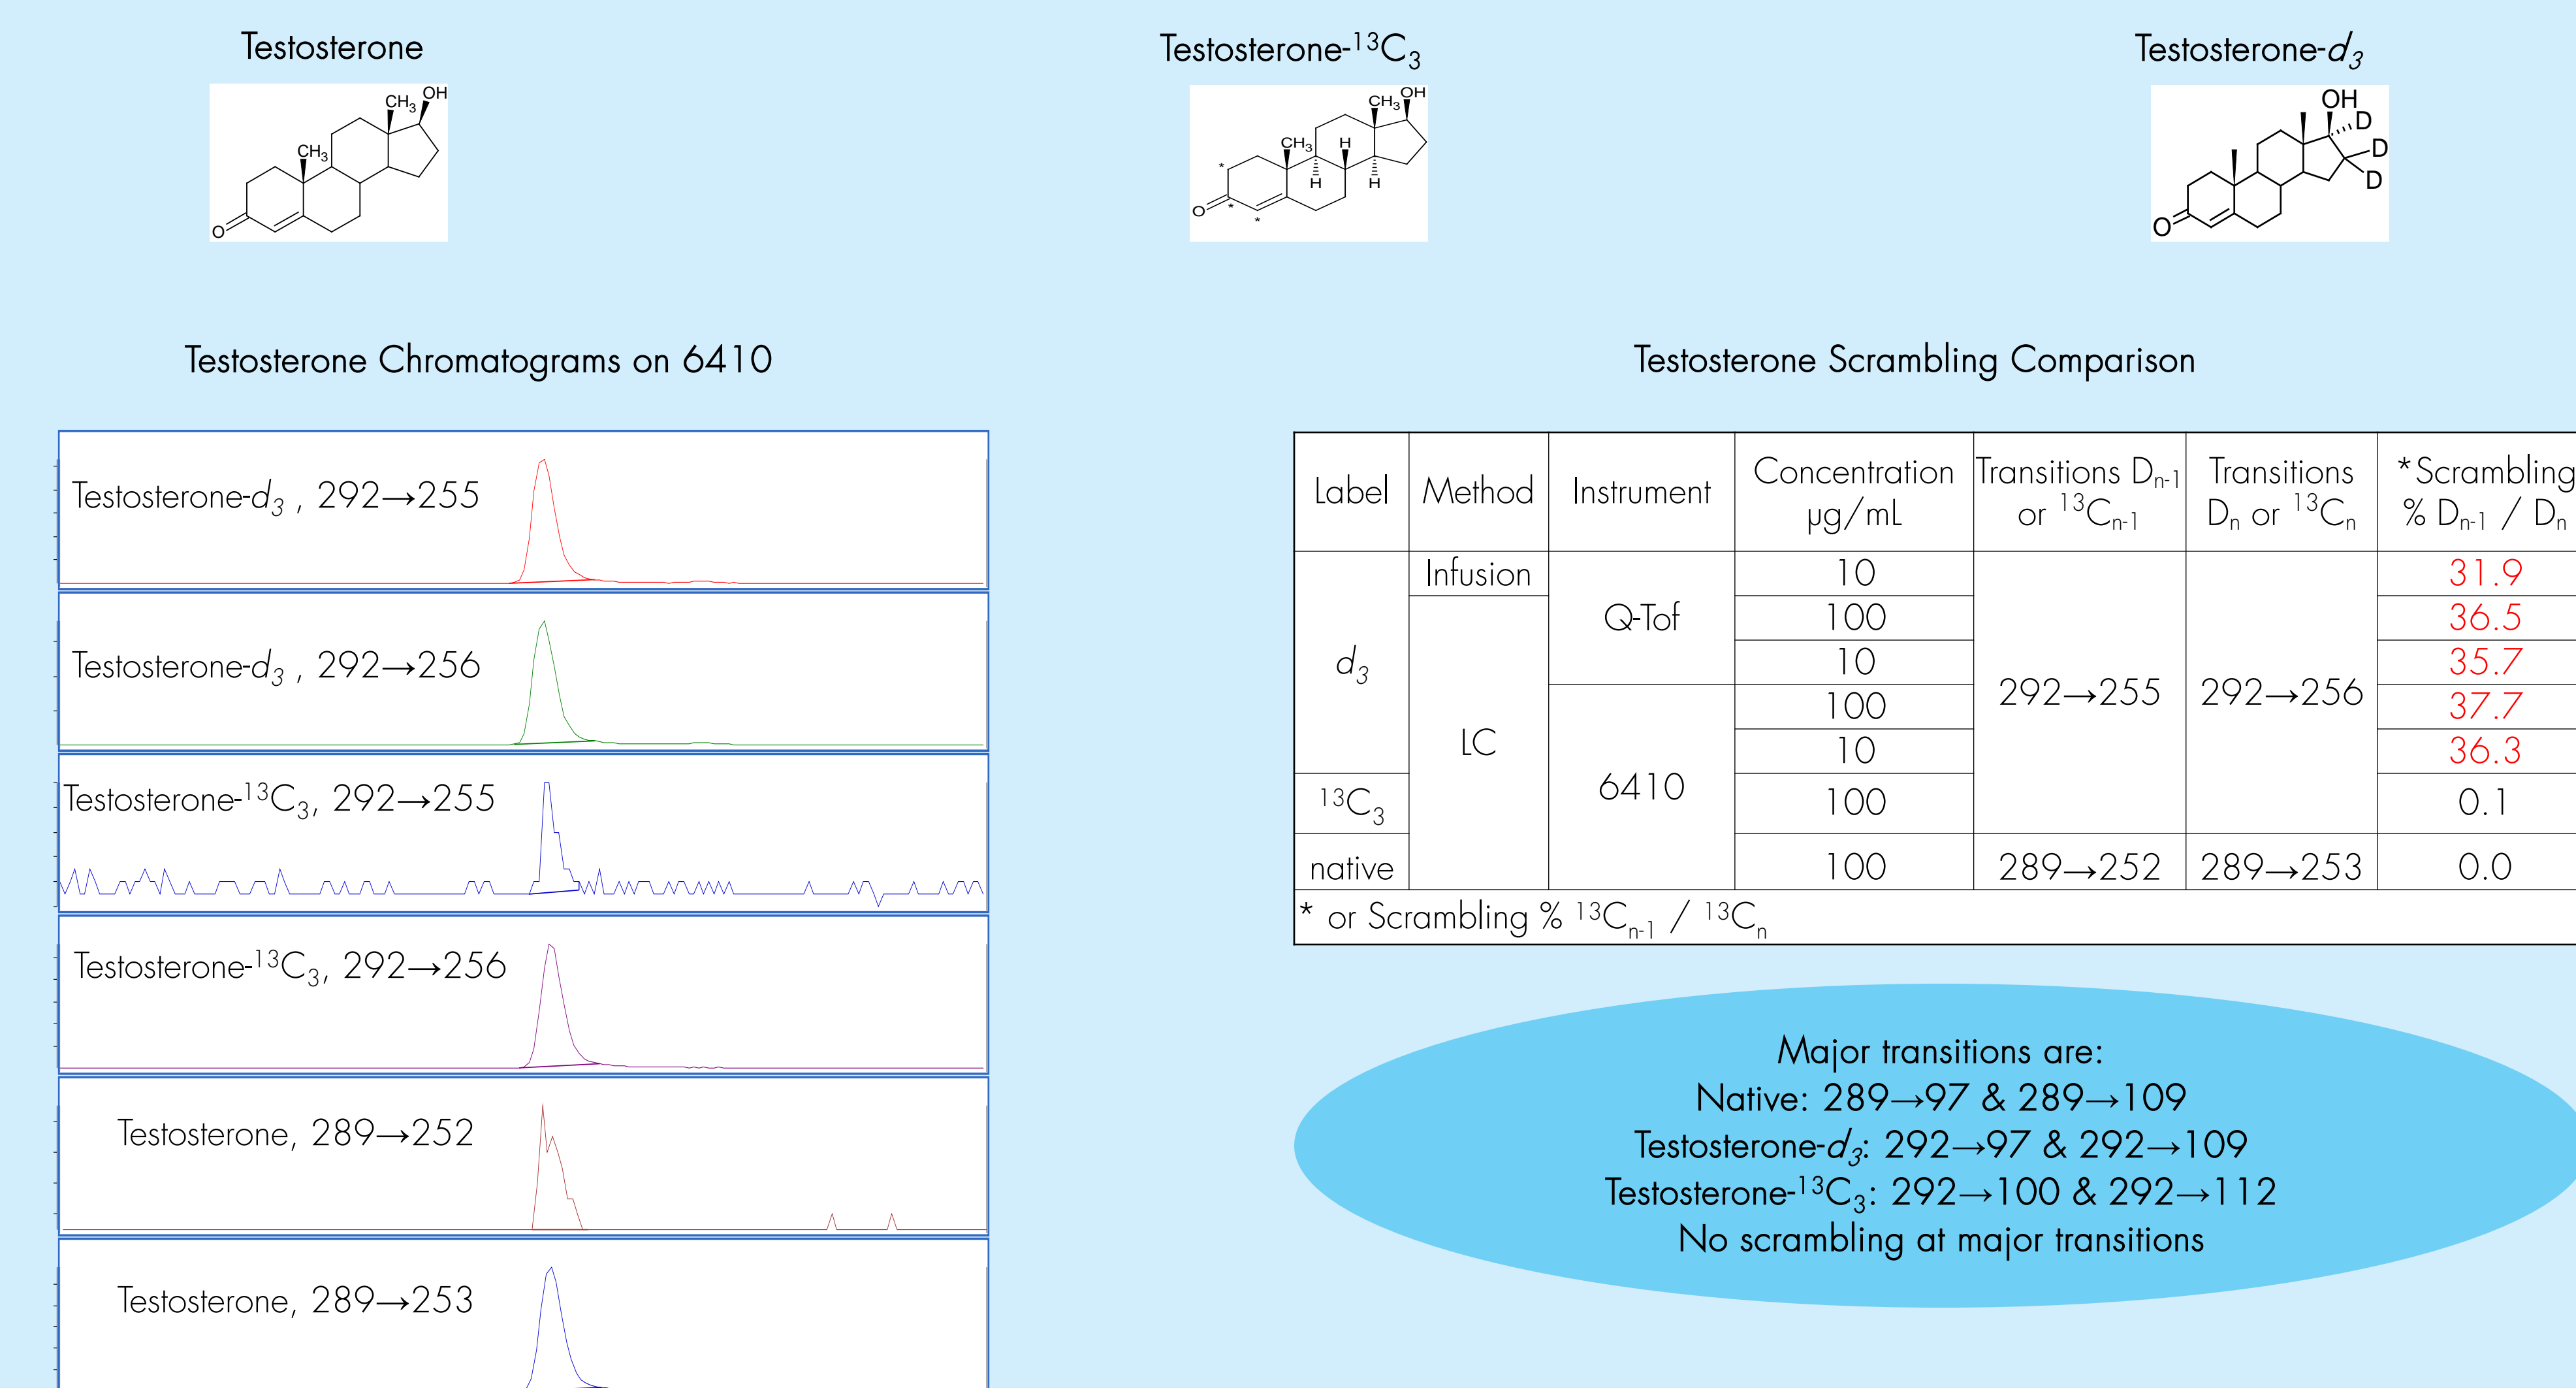 Testosterone
Testosterone-¹³C₃
Testosterone-d₃
CH₃
OH
CH₃
O
OH
CH₃
CH₃
H
*
H
H
O
*
*
OH
D
D
D
O
Testosterone Chromatograms on 6410
Testosterone-d₃ , 292→255
Testosterone-d₃ , 292→256
Testosterone-¹³C₃, 292→255
Testosterone-¹³C₃, 292→256
Testosterone, 289→252
Testosterone, 289→253
Testosterone Scrambling Comparison
Label Method Instrument Concentration µg/mL Transitions Dₙ₋₁ or ¹³Cₙ₋₁ Transitions Dₙ or ¹³Cₙ *Scrambling % Dₙ₋₁ / Dₙ
d₃ Infusion Q-Tof 10 292→255 292→256 31.9
LC 100 36.5
10 35.7
6410 100 37.7
10 36.3
¹³C₃ 100 0.1
native 100 289→252 289→253 0.0
* or Scrambling % ¹³Cₙ₋₁ / ¹³Cₙ
Major transitions are:
Native: 289→97 & 289→109
Testosterone-d₃: 292→97 & 292→109
Testosterone-¹³C₃: 292→100 & 292→112
No scrambling at major transitions